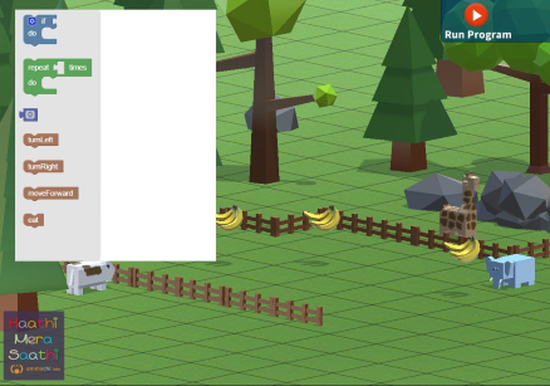 if
do
repeat times
do
turnLeft
turnRight
moveForward
eat
Run Program
Haathi
Mera
Saathi